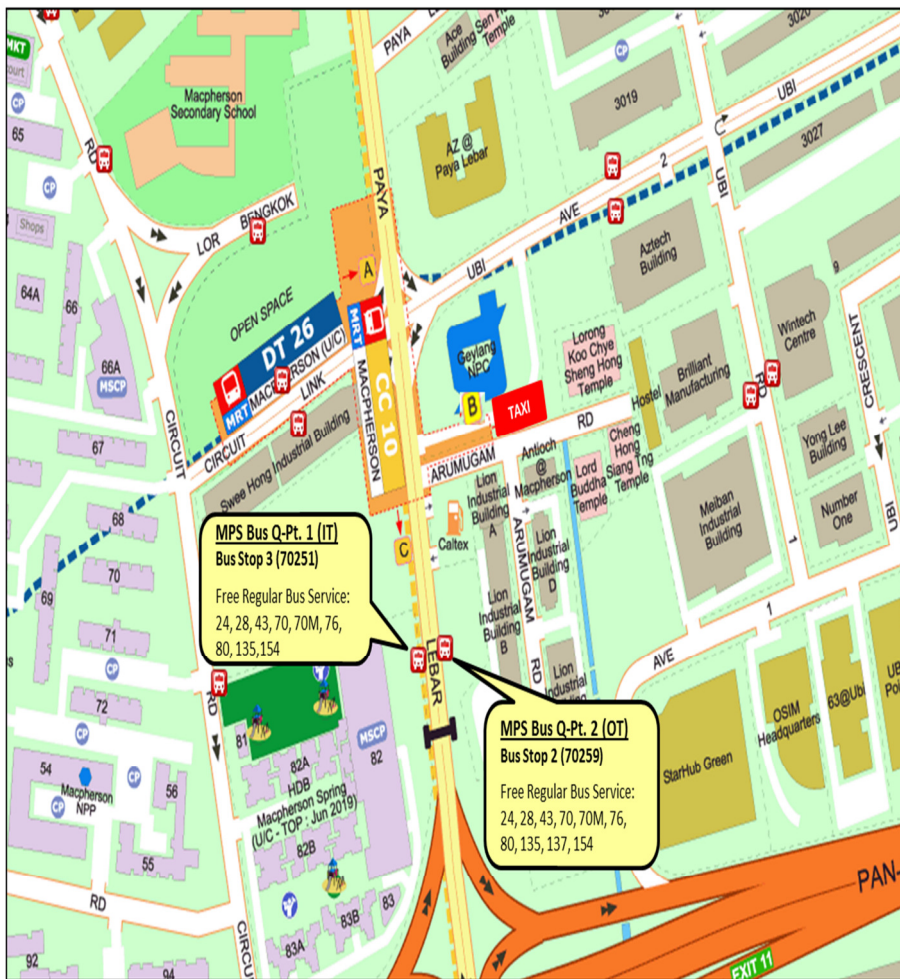 MKT
court
CP
65
RD
CP
Shops
64A
66
66A
MSCP
67
68
70
69
71
CP
72
CP
54
Macpherson
NPP
CP
56
CP
55
RD
92
94
Macpherson
Secondary School
LOR BENGKOK
OPEN SPACE
DT 26
MRT MACPHERSON (U/C)
CIRCUIT LINK
Swee Hong Industrial Building
CIRCUIT
RD
CIRCUIT
PAYA
A
MRT
CC 10
MACPHERSON
C
PAYA
LEBAR
Ace
Building
Temple
AZ @
Paya Lebar
CP
3019
3020
3027
UBI AVE 2
UBI
UBI
RD
1
Aztech
Building
9
Wintech
Centre
CRESCENT
UBI
Geylang
NPC
B
TAXI
Lorong
Koo Chye
Sheng Hong
Temple
Hostel
Brilliant
Manufacturing
Yong Lee
Building
Number
One
ARUMUGAM RD
Antioch
@
Macpherson
Lord
Buddha
Temple
Cheng
Hong
Siang Tng
Temple
Meiban
Industrial
Building
Caltex
Lion
Industrial
Building
A
Lion
Industrial
Building
B
ARUMUGAM
RD
Lion
Industrial
Building
D
Lion
Industrial
AVE 1
MPS Bus Q-Pt. 1 (IT)
Bus Stop 3 (70251)
Free Regular Bus Service:
24, 28, 43, 70, 70M, 76,
80, 135,154
MPS Bus Q-Pt. 2 (OT)
Bus Stop 2 (70259)
Free Regular Bus Service:
24, 28, 43, 70, 70M, 76,
80, 135, 137, 154
81
82A
HDB
Macpherson Spring
(U/C - TOP : Jun 2019)
82B
MSCP
82
83A
83B
83
StarHub Green
OSIM
Headquarters
63@Ubi
PAN-
EXIT 11